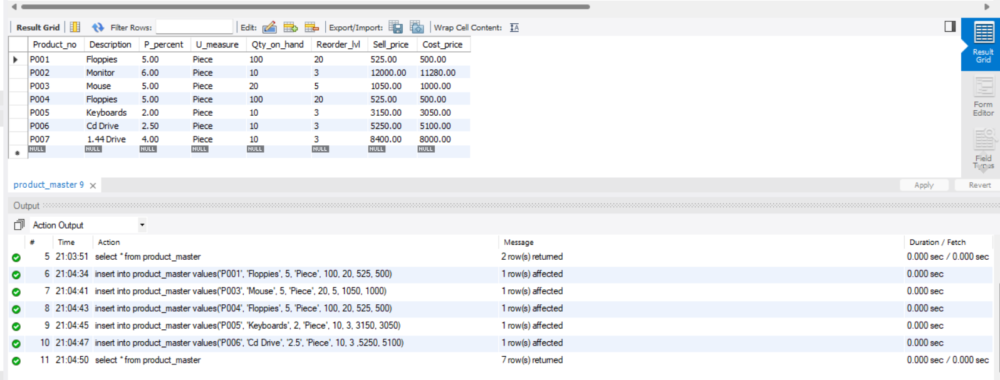 Result Grid Filter Rows: Edit: Export/Import: Wrap Cell Content: IA
Product_no Description P_percent U_measure Qty_on_hand Reorder_lvl Sell_price Cost_price
P001 Floppies 5.00 Piece 100 20 525.00 500.00
P002 Monitor 6.00 Piece 10 3 12000.00 11280.00
P003 Mouse 5.00 Piece 20 5 1050.00 1000.00
P004 Floppies 5.00 Piece 100 20 525.00 500.00
P005 Keyboards 2.00 Piece 10 3 3150.00 3050.00
P006 Cd Drive 2.50 Piece 10 3 5250.00 5100.00
P007 1.44 Drive 4.00 Piece 10 3 8400.00 8000.00
NULL NULL NULL NULL NULL NULL NULL NULL
Result
Grid
Form
Editor
Field
Types
product_master 9
Apply Revert
Output
Action Output
# Time Action Message Duration / Fetch
5 21:03:51 select * from product_master 2 row(s) returned 0.000 sec / 0.000 sec
6 21:04:34 insert into product_master values('P001', 'Floppies', 5, 'Piece', 100, 20, 525, 500) 1 row(s) affected 0.000 sec
7 21:04:41 insert into product_master values('P003', 'Mouse', 5, 'Piece', 20, 5, 1050, 1000) 1 row(s) affected 0.000 sec
8 21:04:43 insert into product_master values('P004', 'Floppies', 5, 'Piece', 100, 20, 525, 500) 1 row(s) affected 0.000 sec
9 21:04:45 insert into product_master values('P005', 'Keyboards', 2, 'Piece', 10, 3, 3150, 3050) 1 row(s) affected 0.000 sec
10 21:04:47 insert into product_master values('P006', 'Cd Drive', '2.5', 'Piece', 10, 3 ,5250, 5100) 1 row(s) affected 0.000 sec
11 21:04:50 select * from product_master 7 row(s) returned 0.000 sec / 0.000 sec